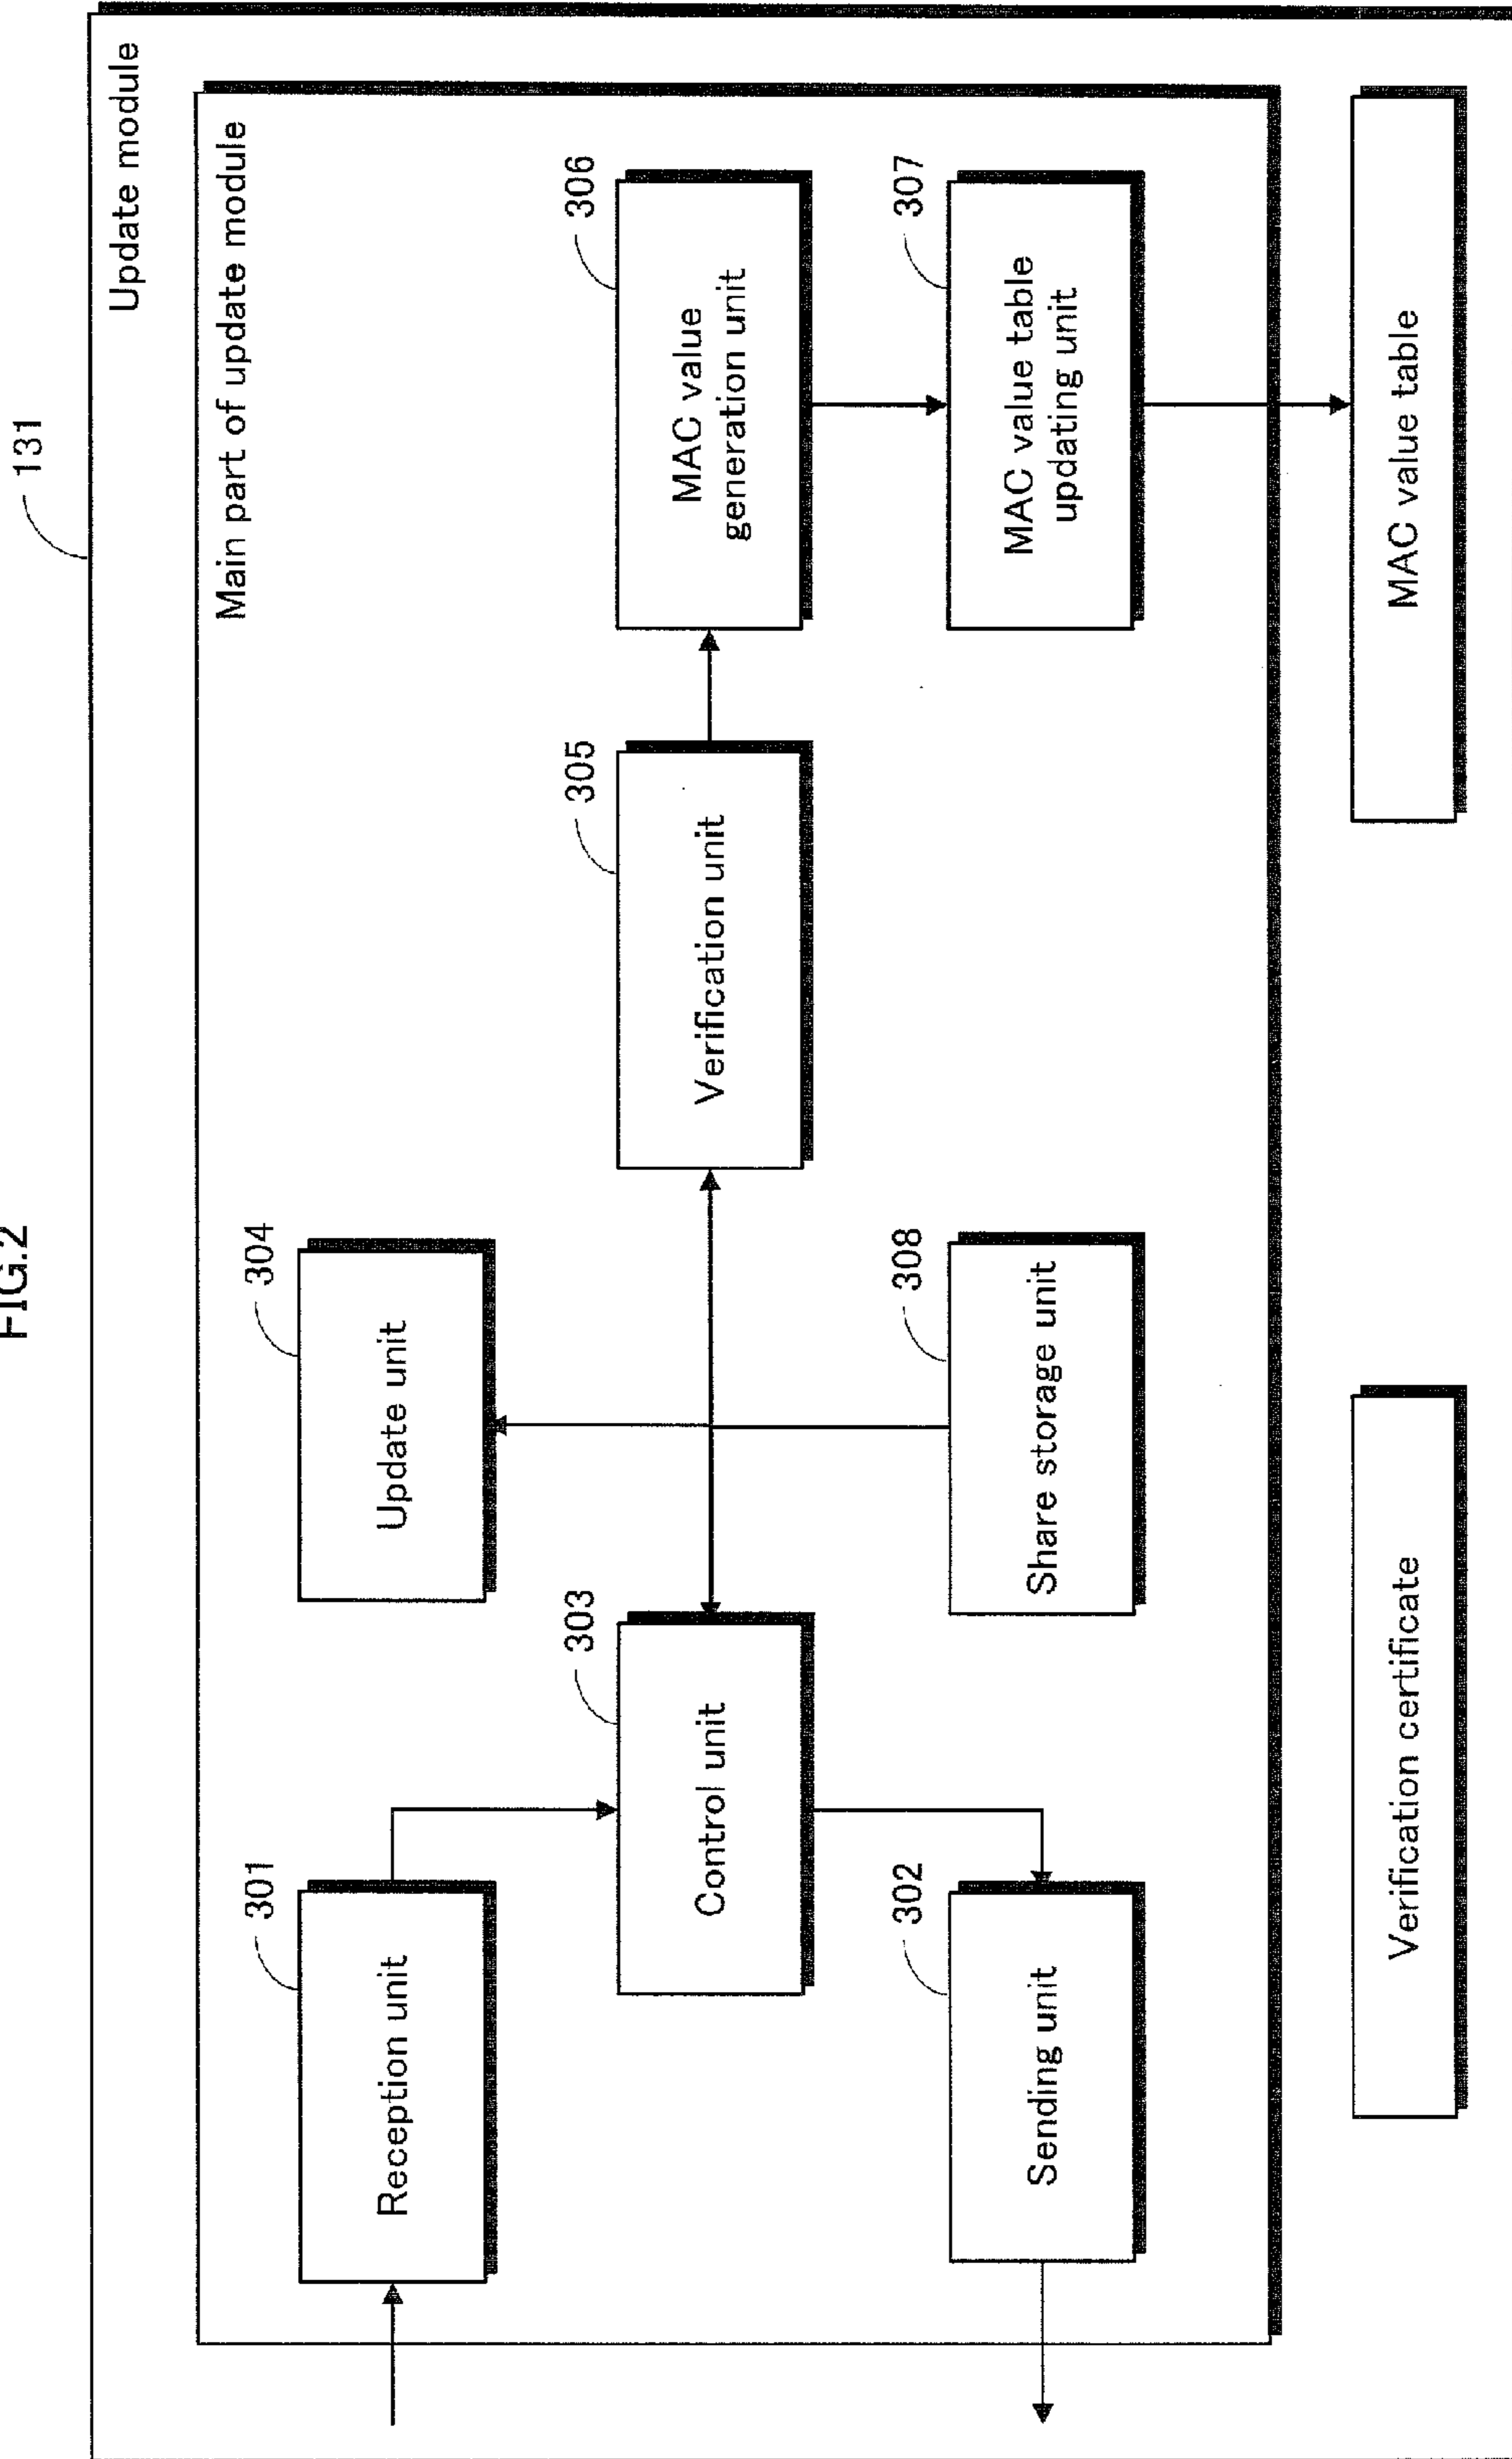 FIG.2
131
Update module
Main part of update module
301
Reception unit
304
Update unit
303
Control unit
305
Verification unit
306
MAC value
generation unit
302
Sending unit
308
Share storage unit
307
MAC value table
updating unit
Verification certificate
MAC value table